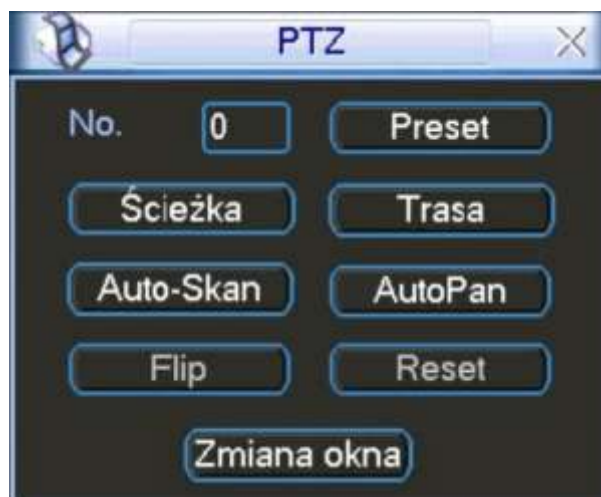 PTZ
No. 0 Preset
Ścieżka Trasa
Auto-Skan AutoPan
Flip Reset
Zmiana okna